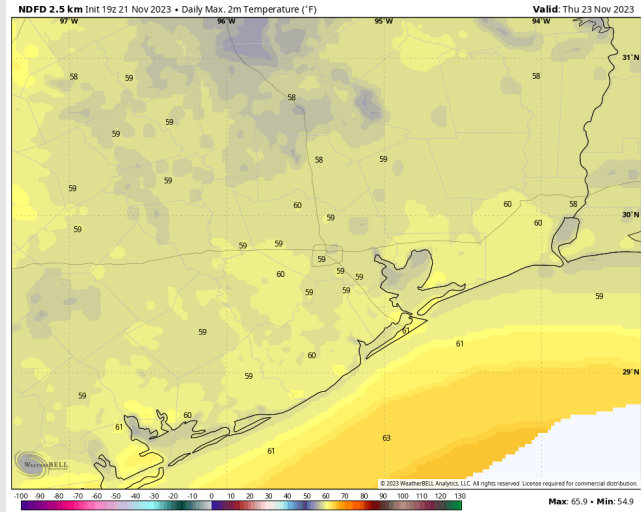 NDFD 2.5 km Init 19z 21 Nov 2023 • Daily Max. 2m Temperature (°F) Valid: Thu 23 Nov 2023
97°W 96°W 95°W 94°W
31°N
58 59 58
58
59
59
58 59
59 59
60 60 58
59 30°N
60
59
59 59
59
60 59 59
59 59
59
61
59 61
60
29°N
59
59
60
61
63
61
WEATHERBELL
© 2023 WeatherBELL Analytics, LLC. All rights reserved. License required for commercial distribution.
-100 -90 -80 -70 -60 -50 -40 -30 -20 -10 0 10 20 30 40 50 60 70 80 90 100 110 120 130
Max: 65.9 • Min: 54.9